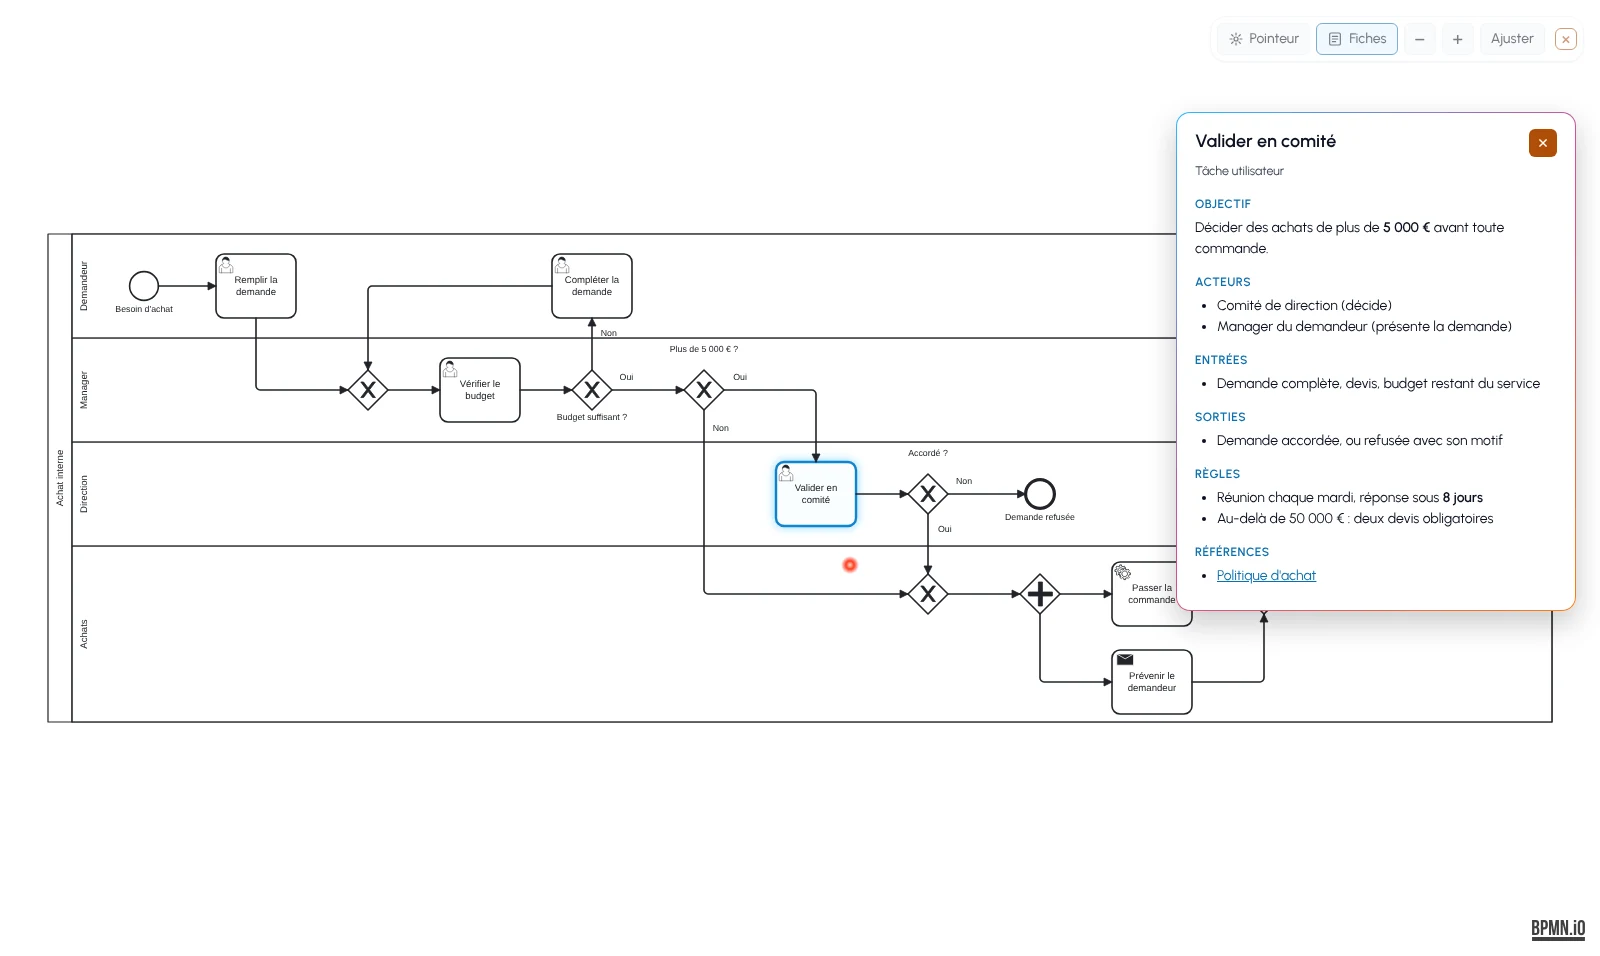 Pointeur
Fiches
−
+
Ajuster
×
Valider en comité
×
Tâche utilisateur
OBJECTIF
Décider des achats de plus de 5 000 € avant toute
commande.
ACTEURS
• Comité de direction (décide)
• Manager du demandeur (présente la demande)
ENTRÉES
• Demande complète, devis, budget restant du service
SORTIES
• Demande accordée, ou refusée avec son motif
RÈGLES
• Réunion chaque mardi, réponse sous 8 jours
• Au-delà de 50 000 € : deux devis obligatoires
RÉFÉRENCES
• Politique d'achat
Achat interne
Demandeur
Besoin d'achat
Remplir la
demande
Compléter la
demande
Non
Manager
Vérifier le
budget
Budget suffisant ?
Oui
Plus de 5 000 € ?
Oui
Non
Direction
Valider en
comité
Accordé ?
Non
Demande refusée
Oui
Achats
Passer la
commande
Prévenir le
demandeur
BPMN.iO